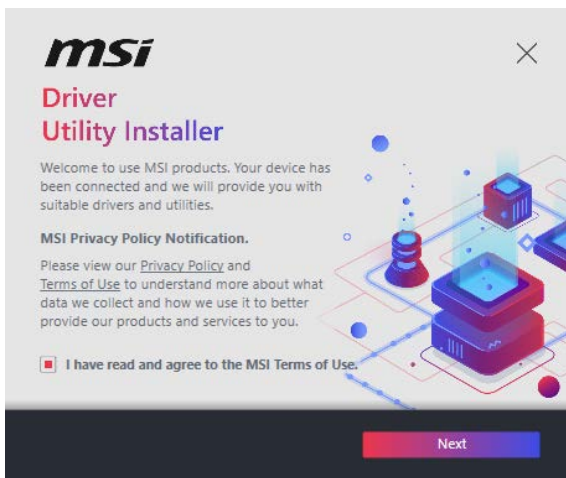 msi
Driver
Utility Installer
Welcome to use MSI products. Your device has
been connected and we will provide you with
suitable drivers and utilities.
MSI Privacy Policy Notification.
Please view our Privacy Policy and
Terms of Use to understand more about what
data we collect and how we use it to better
provide our products and services to you.
I have read and agree to the MSI Terms of Use.
Next